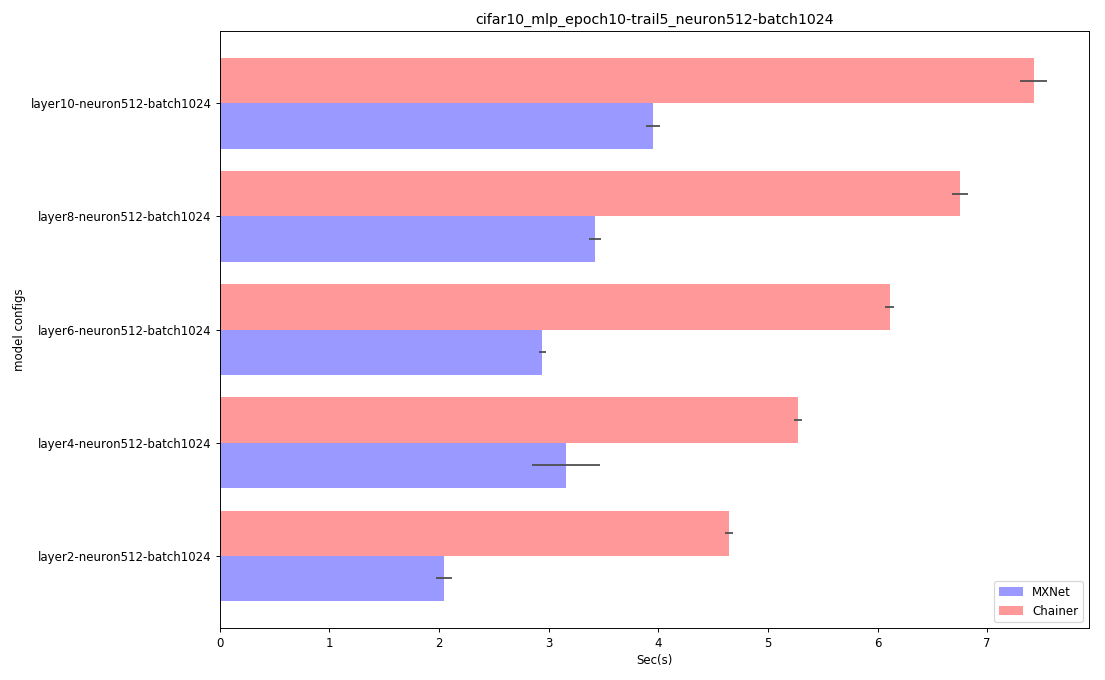 cifar10_mlp_epoch10-trail5_neuron512-batch1024
model configs
layer10-neuron512-batch1024
layer8-neuron512-batch1024
layer6-neuron512-batch1024
layer4-neuron512-batch1024
layer2-neuron512-batch1024
MXNet
Chainer
0 1 2 3 4 5 6 7
Sec(s)